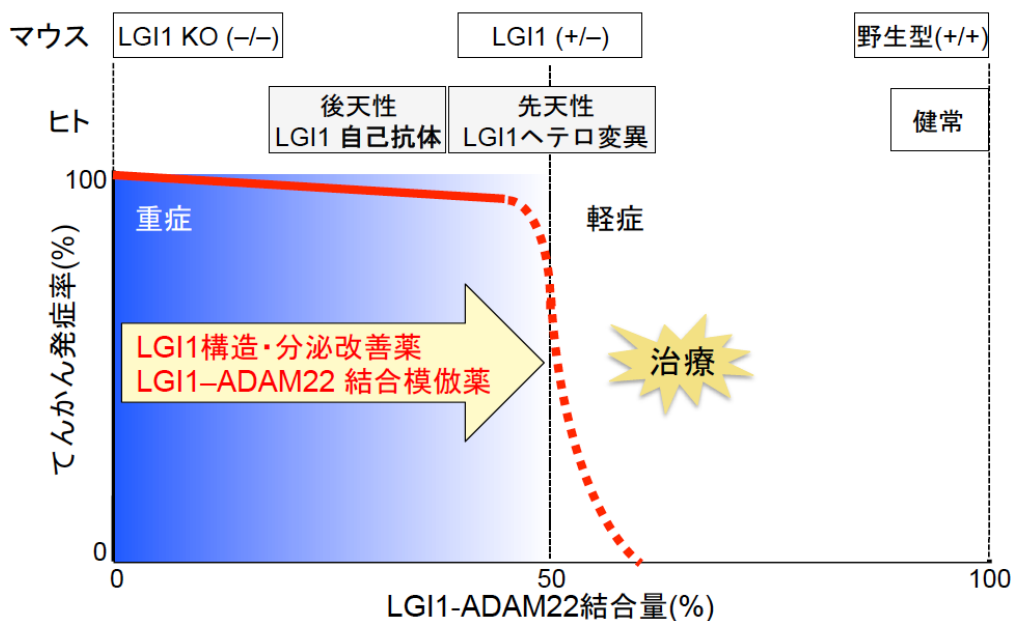 マウス
LGI1 KO (–/–)
LGI1 (+/–)
野生型(+/+)
ヒト
後天性
LGI1 自己抗体
先天性
LGI1ヘテロ変異
健常
100
重症
軽症
てんかん発症率(%)
LGI1構造・分泌改善薬
LGI1–ADAM22 結合模倣薬
治療
0
0
50
100
LGI1-ADAM22結合量(%)